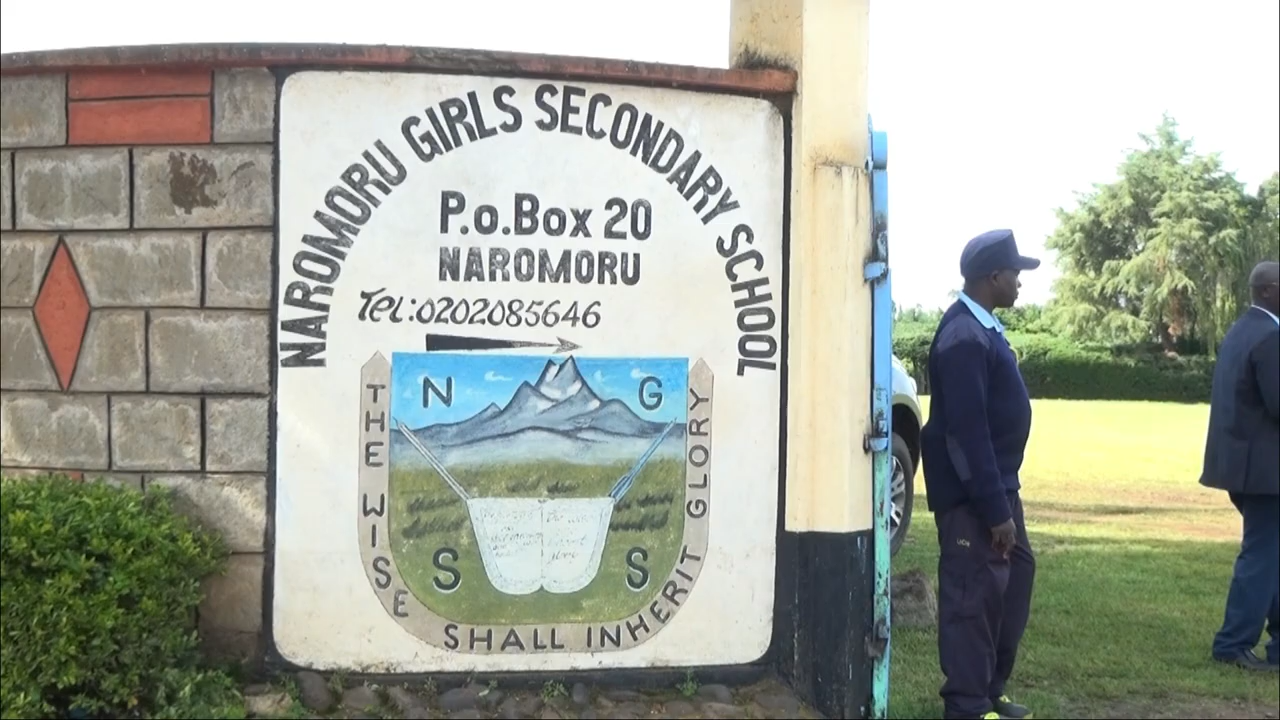 NAROMORU GIRLS SECONDARY SCHOOL
P.o.Box 20
NAROMORU
Tel:0202085646
N G
S S
THE WISE SHALL INHERIT GLORY